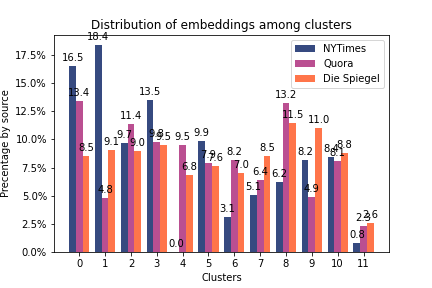 Distribution of embeddings among clusters
NYTimes
Quora
Die Spiegel
Precentage by source
17.5%
15.0%
12.5%
10.0%
7.5%
5.0%
2.5%
0.0%
16.5 13.4 8.5
18.4 4.8 9.1
9.7 11.4 9.0
13.5 9.8 9.5
0.0 9.5 6.8
9.9 7.9 7.6
3.1 8.2 7.0
5.1 6.4 8.5
6.2 13.2 11.5
8.2 4.9 11.0
8.4 8.1 8.8
0.8 2.3 2.6
0 1 2 3 4 5 6 7 8 9 10 11
Clusters